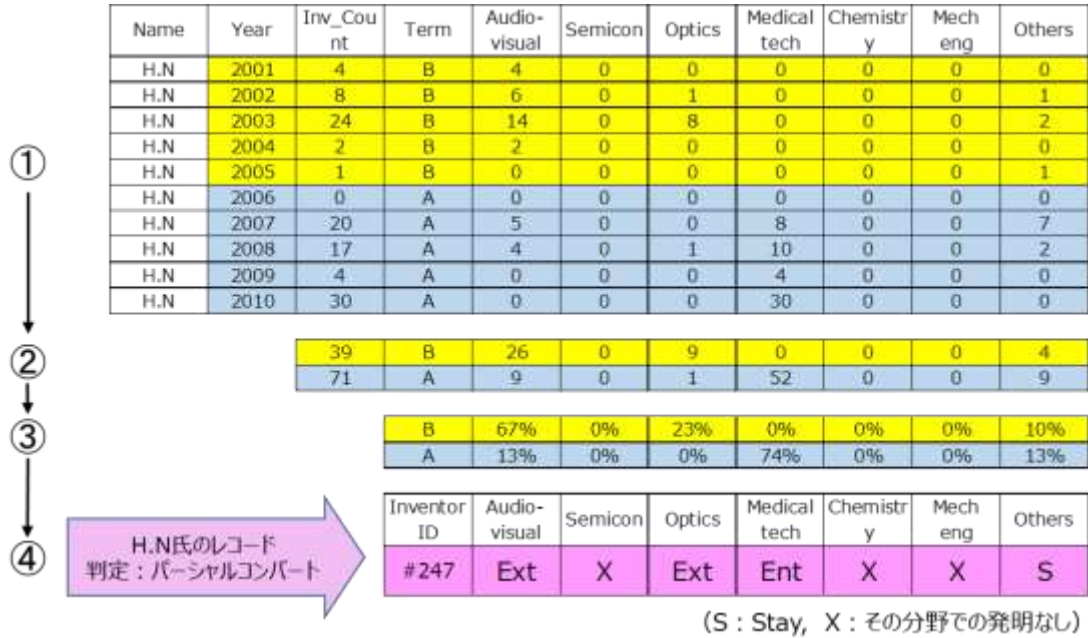 Name Year Inv_Cou Term Audio- Semicon Optics Medical Chemistr Mech Others
nt visual tech y eng
H.N 2001 4 B 4 0 0 0 0 0 0
H.N 2002 8 B 6 0 1 0 0 0 1
H.N 2003 24 B 14 0 8 0 0 0 2
H.N 2004 2 B 2 0 0 0 0 0 0
H.N 2005 1 B 0 0 0 0 0 0 1
① H.N 2006 0 A 0 0 0 0 0 0 0
H.N 2007 20 A 5 0 0 8 0 0 7
H.N 2008 17 A 4 0 1 10 0 0 2
H.N 2009 4 A 0 0 0 4 0 0 0
H.N 2010 30 A 0 0 0 30 0 0 0
② 39 B 26 0 9 0 0 0 4
71 A 9 0 1 52 0 0 9
③ B 67% 0% 23% 0% 0% 0% 10%
A 13% 0% 0% 74% 0% 0% 13%
Inventor Audio- Semicon Optics Medical Chemistr Mech Others
ID visual tech y eng
④ H.N氏のレコード
判定：パーシャルコンバート
#247 Ext X Ext Ent X X S
(S：Stay, X：その分野での発明なし)